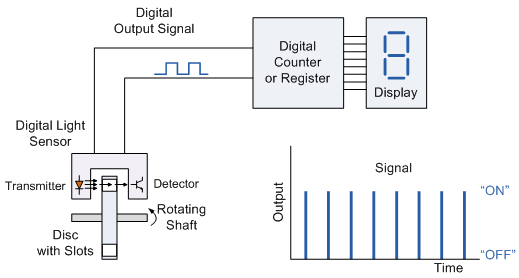 Digital
Output Signal
Digital
Counter
or Register
Display
Digital Light
Sensor
Transmitter
Detector
Rotating
Shaft
Disc
with Slots
Signal
Output
"ON"
"OFF"
Time